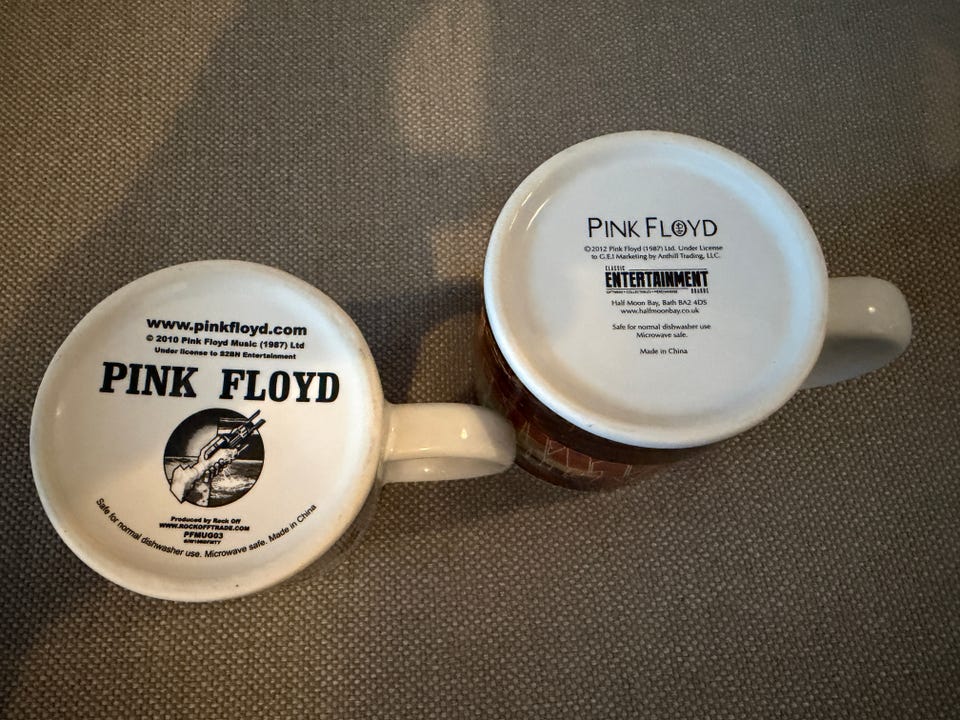 www.pinkfloyd.com
© 2010 Pink Floyd Music (1987) Ltd
Under license to 82BN Entertainment
PINK FLOYD
Produced by Rock Off
WWW.ROCKOFFTRADE.COM
PFMUG03
Safe for normal dishwasher use. Microwave safe. Made in China
PINK FLOYD
©2012 Pink Floyd (1987) Ltd. Under License
to G.E.I Marketing by Anthill Trading, LLC.
CLASSIC
ENTERTAINMENT
BRANDS
Half Moon Bay, Bath BA2 4DS
www.halfmoonbay.co.uk
Safe for normal dishwasher use
Microwave safe.
Made in China